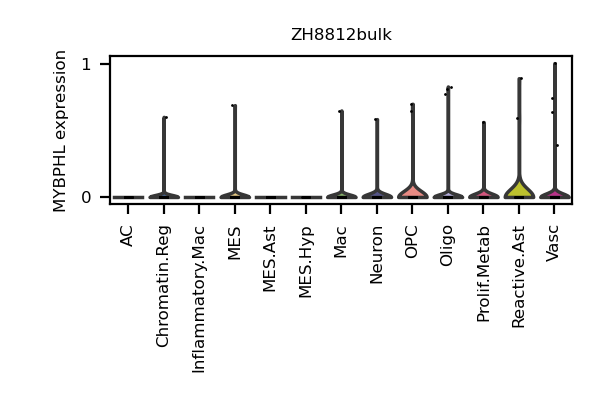 ZH8812bulk
MYBPHL expression
1
0
AC
Chromatin.Reg
Inflammatory.Mac
MES
MES.Ast
MES.Hyp
Mac
Neuron
OPC
Oligo
Prolif.Metab
Reactive.Ast
Vasc